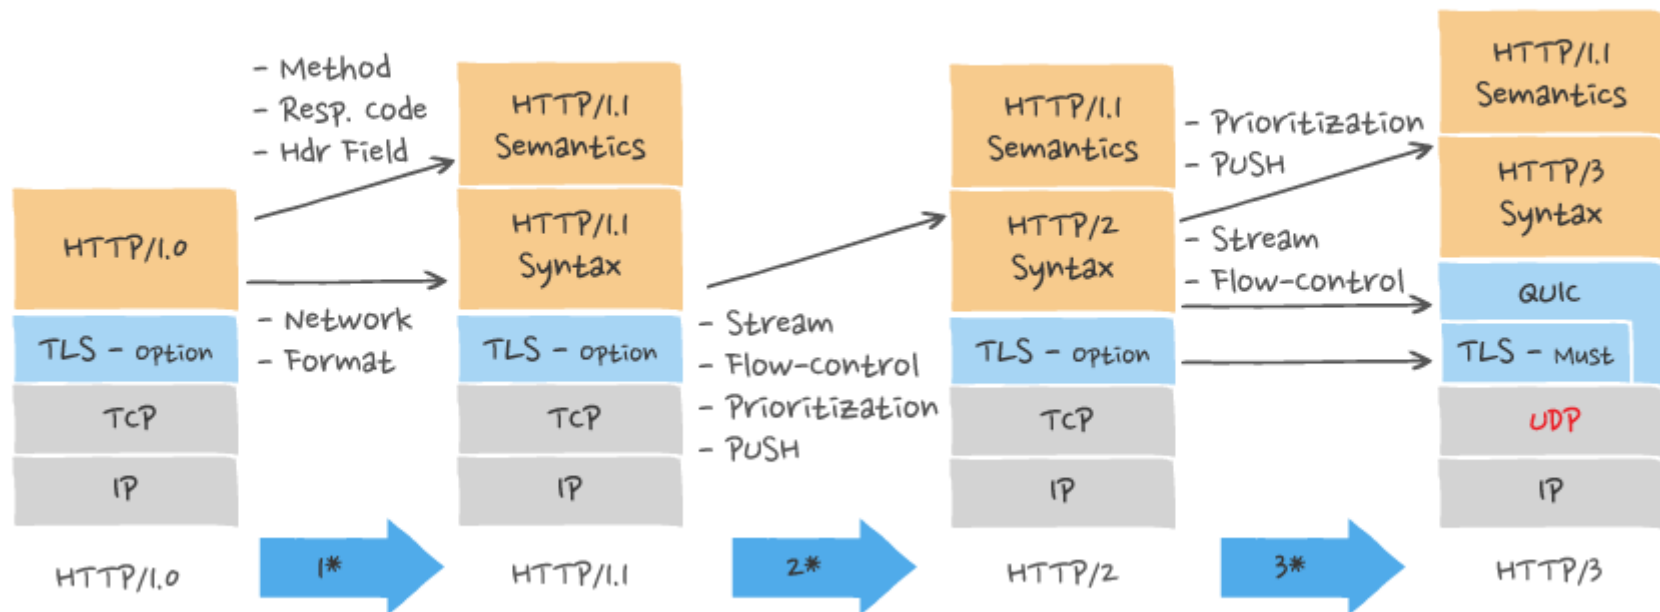 HTTP/1.0
TLS - option
TCP
IP
HTTP/1.0
- Method
- Resp. code
- Hdr Field
- Network
- Format
1*
HTTP/1.1
Semantics
HTTP/1.1
Syntax
TLS - option
TCP
IP
HTTP/1.1
- Stream
- Flow-control
- Prioritization
- PUSH
2*
HTTP/1.1
Semantics
HTTP/2
Syntax
TLS - option
TCP
IP
HTTP/2
- Prioritization
- PUSH
- Stream
- Flow-control
3*
HTTP/1.1
Semantics
HTTP/3
Syntax
QUIC
TLS - Must
UDP
IP
HTTP/3